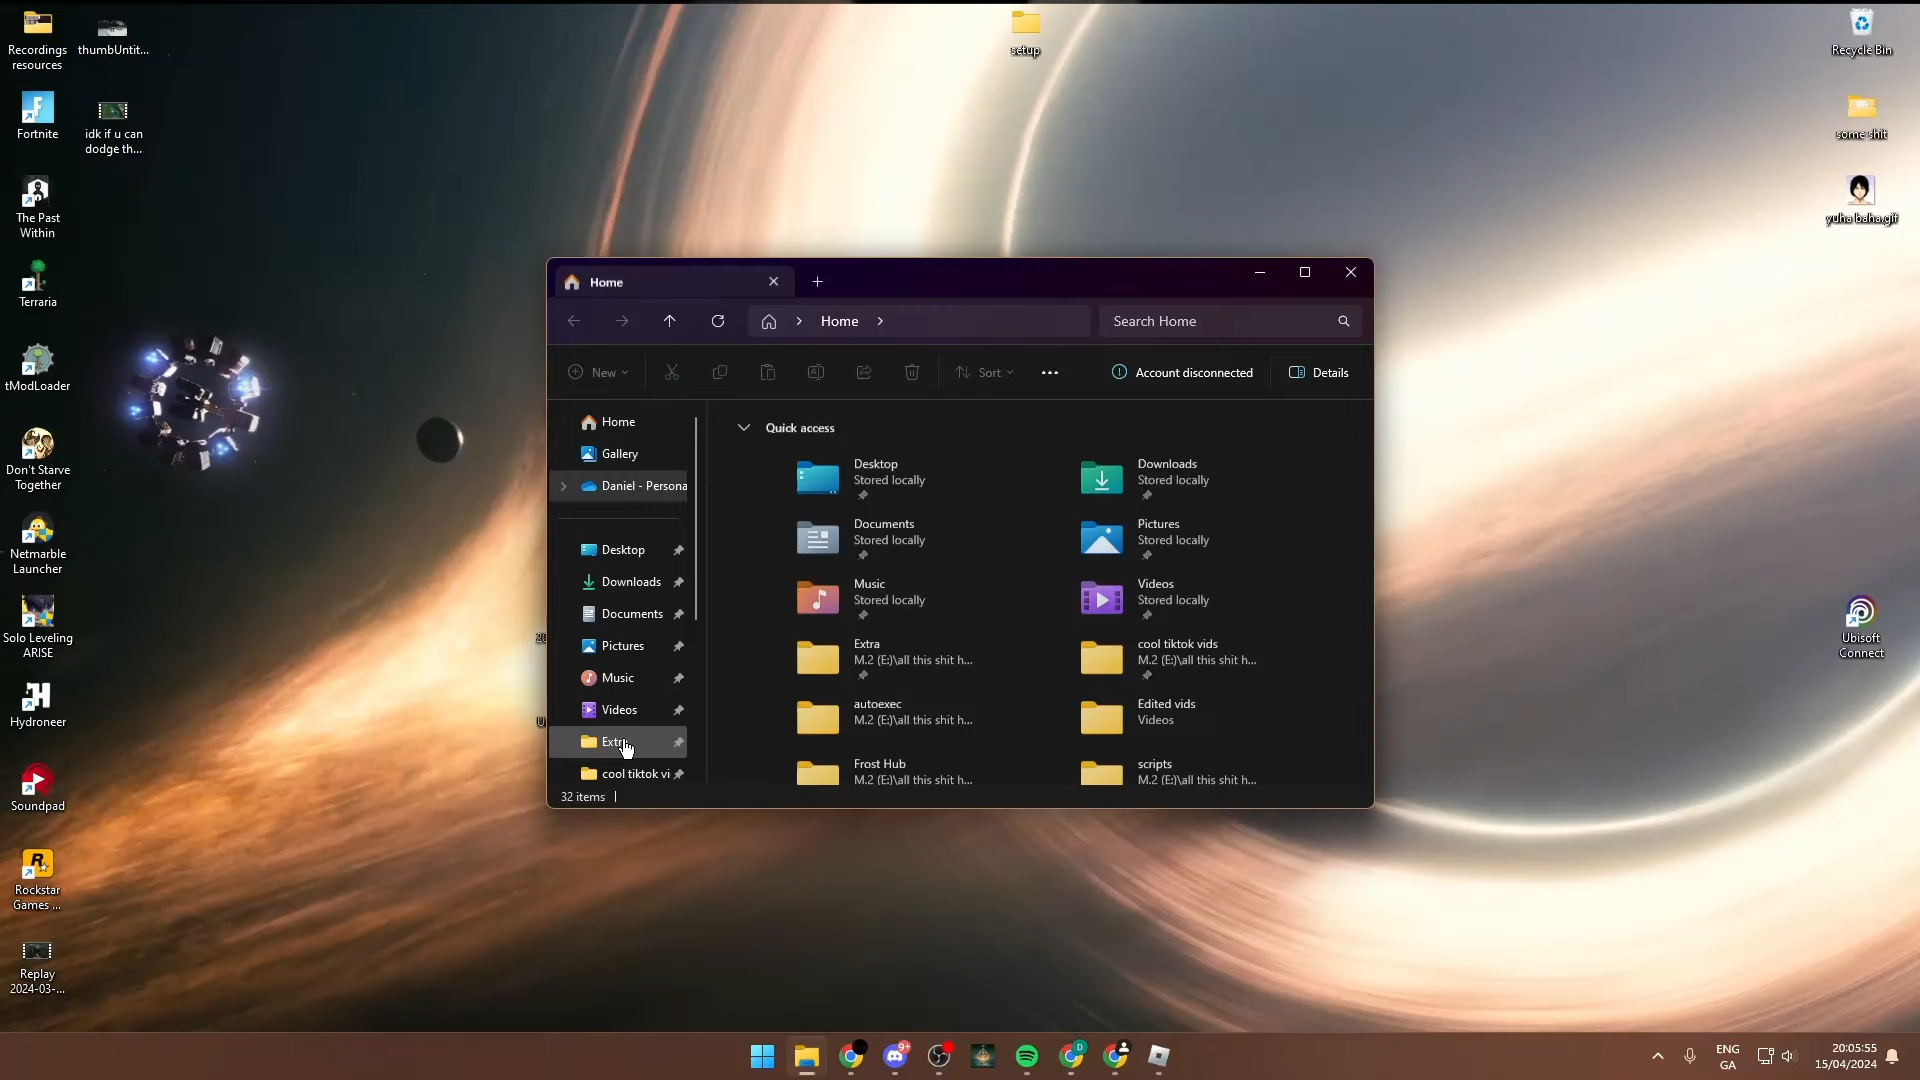 Recordings
resources
thumbUntit...
setup
Recycle Bin
Fortnite
idk if u can
dodge th...
some shit
The Past
Within
yuha baha.gif
Terraria
tModLoader
Don't Starve
Together
Netmarble
Launcher
Solo Leveling
ARISE
Ubisoft
Connect
Hydroneer
Soundpad
Rockstar
Games ...
Replay
2024-03-...
Home
Home
Search Home
New
Sort
Account disconnected
Details
Home
Gallery
Daniel - Persona
Desktop
Downloads
Documents
Pictures
Music
Videos
Extr
cool tiktok vi
Quick access
Desktop
Stored locally
Downloads
Stored locally
Documents
Stored locally
Pictures
Stored locally
Music
Stored locally
Videos
Stored locally
Extra
M.2 (E:)\all this shit h...
cool tiktok vids
M.2 (E:)\all this shit h...
autoexec
M.2 (E:)\all this shit h...
Edited vids
Videos
Frost Hub
M.2 (E:)\all this shit h...
scripts
M.2 (E:)\all this shit h...
32 items
9+
D
ENG
GA
20:05:55
15/04/2024